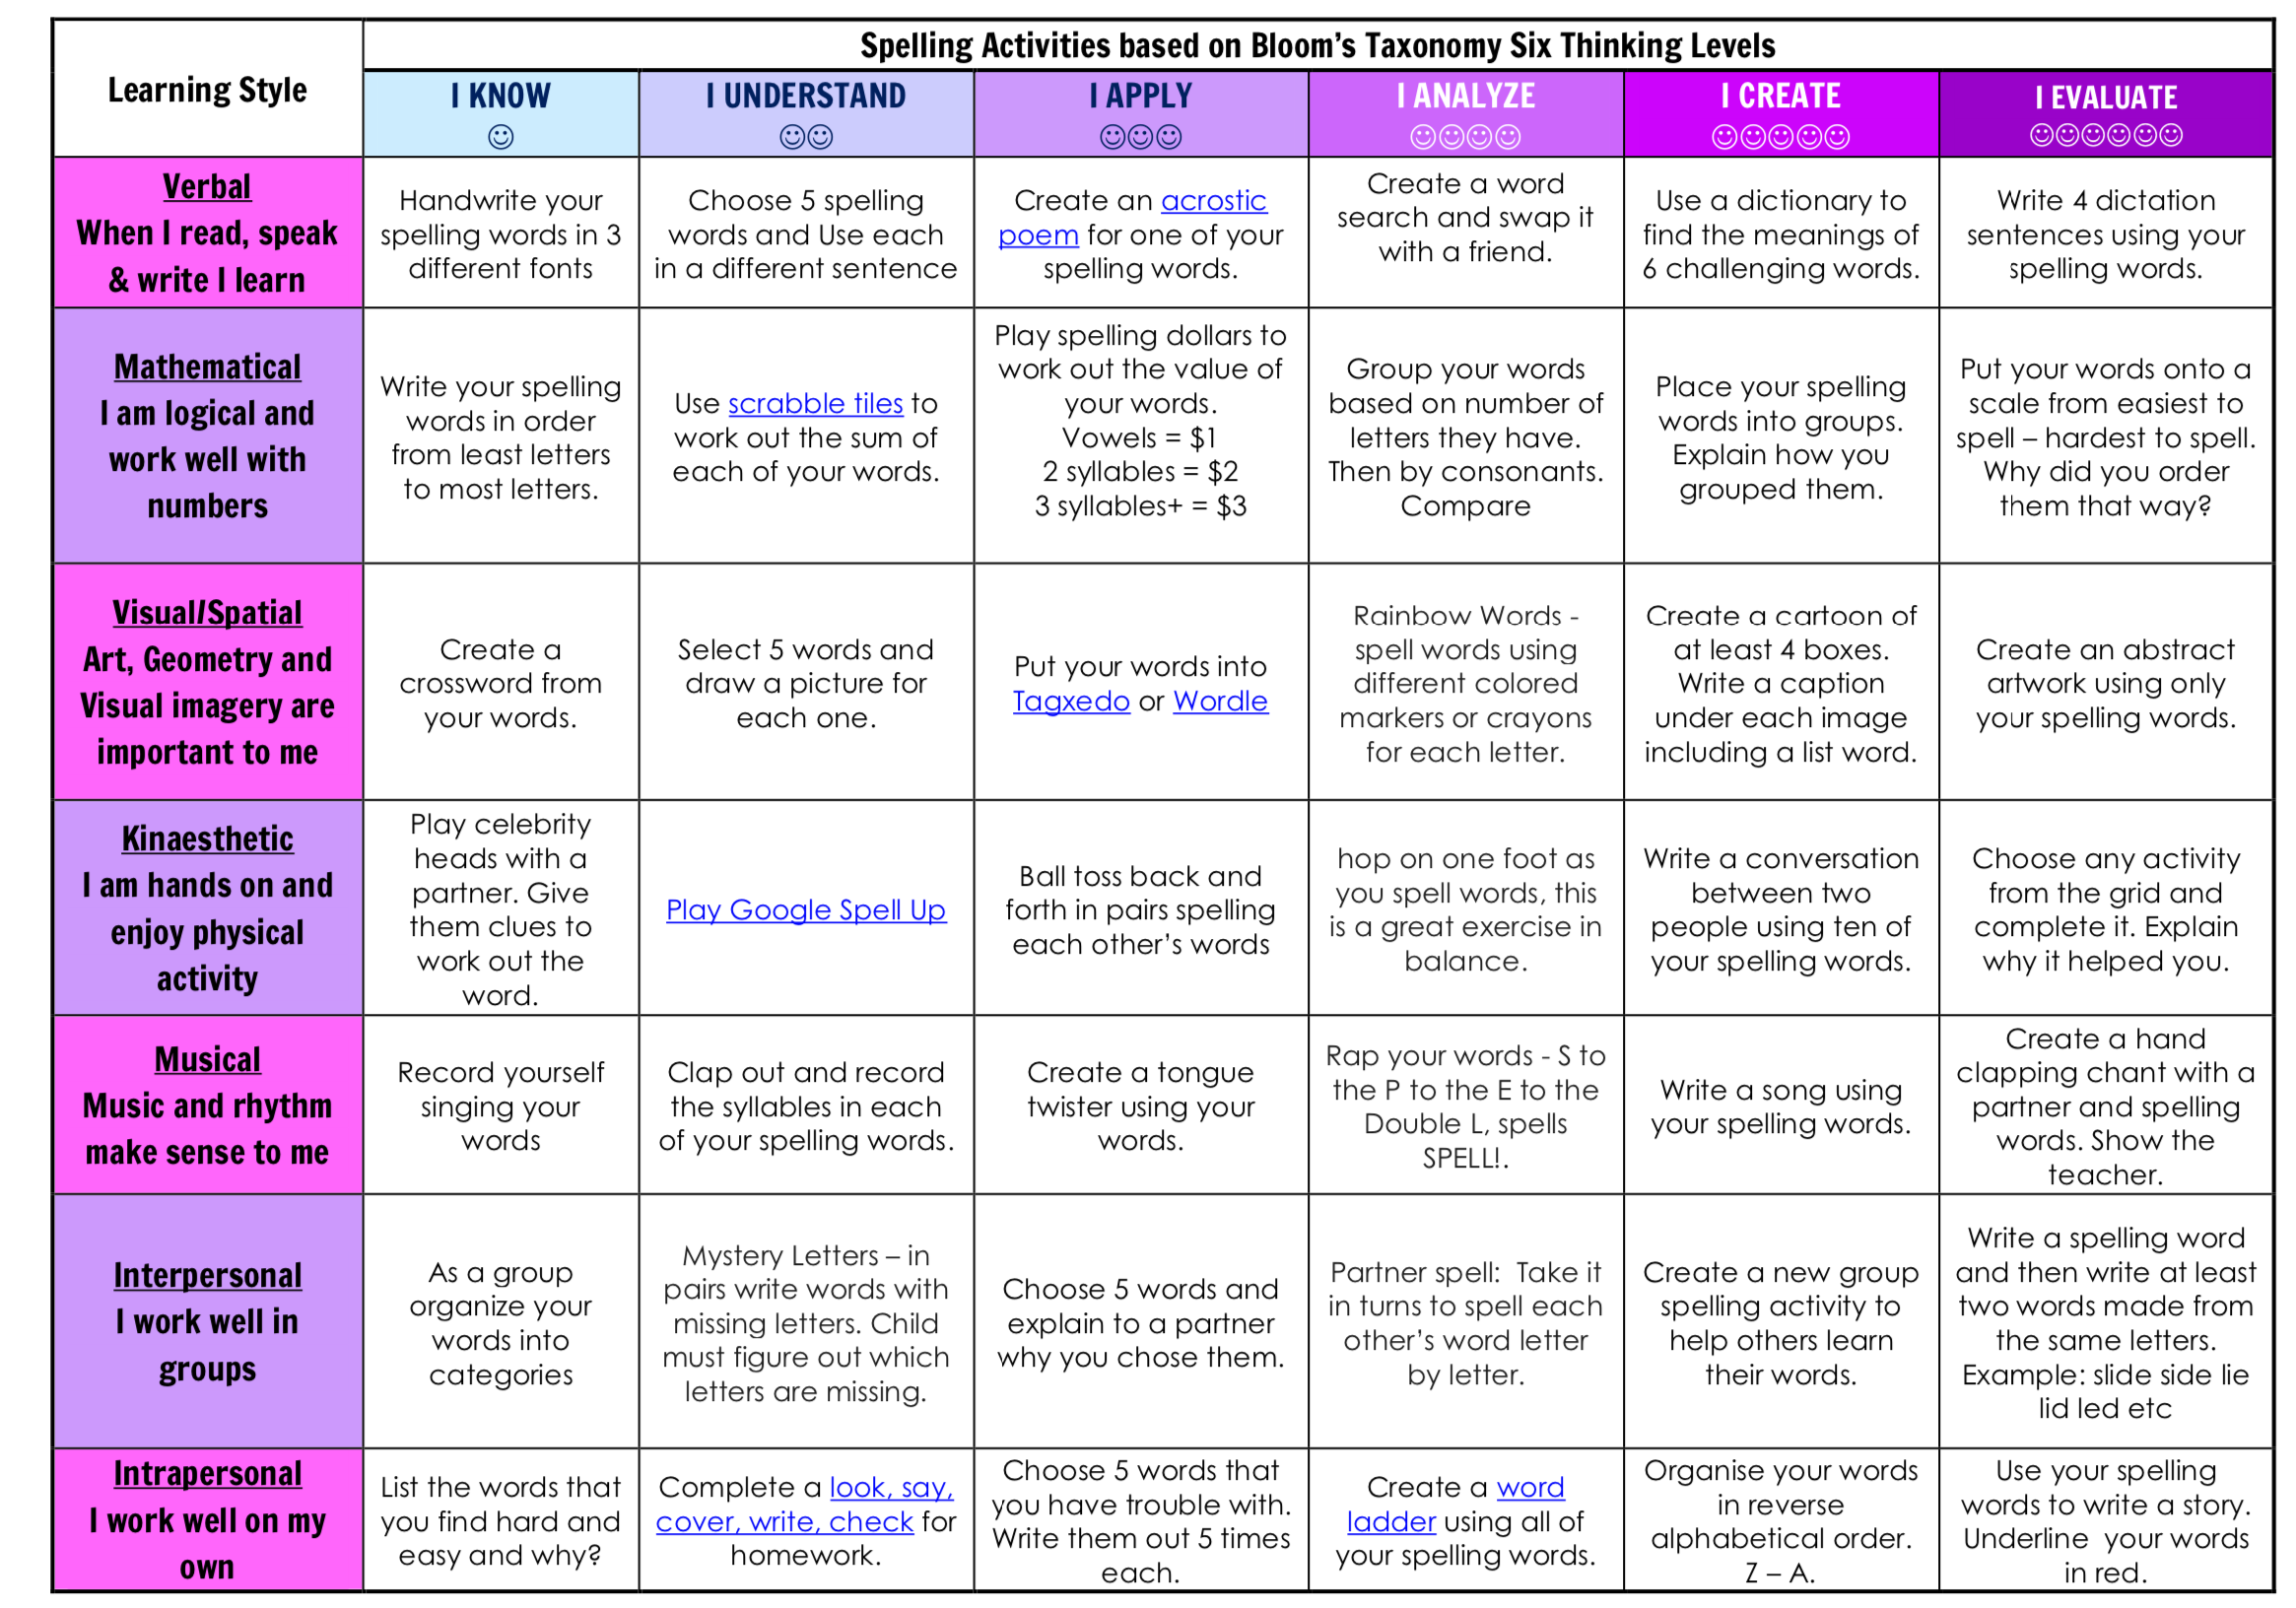 Learning Style
Spelling Activities based on Bloom's Taxonomy Six Thinking Levels
I KNOW
I UNDERSTAND
I APPLY
I ANALYZE
I CREATE
I EVALUATE
Verbal
When I read, speak
& write I learn
Handwrite your
spelling words in 3
different fonts
Choose 5 spelling
words and Use each
in a different sentence
Create an acrostic
poem for one of your
spelling words.
Create a word
search and swap it
with a friend.
Use a dictionary to
find the meanings of
6 challenging words.
Write 4 dictation
sentences using your
spelling words.
Mathematical
I am logical and
work well with
numbers
Write your spelling
words in order
from least letters
to most letters.
Use scrabble tiles to
work out the sum of
each of your words.
Play spelling dollars to
work out the value of
your words.
Vowels = $1
2 syllables = $2
3 syllables+ = $3
Group your words
based on number of
letters they have.
Then by consonants.
Compare
Place your spelling
words into groups.
Explain how you
grouped them.
Put your words onto a
scale from easiest to
spell – hardest to spell.
Why did you order
them that way?
Visual/Spatial
Art, Geometry and
Visual imagery are
important to me
Create a
crossword from
your words.
Select 5 words and
draw a picture for
each one.
Put your words into
Tagxedo or Wordle
Rainbow Words -
spell words using
different colored
markers or crayons
for each letter.
Create a cartoon of
at least 4 boxes.
Write a caption
under each image
including a list word.
Create an abstract
artwork using only
your spelling words.
Kinaesthetic
I am hands on and
enjoy physical
activity
Play celebrity
heads with a
partner. Give
them clues to
work out the
word.
Play Google Spell Up
Ball toss back and
forth in pairs spelling
each other's words
hop on one foot as
you spell words, this
is a great exercise in
balance.
Write a conversation
between two
people using ten of
your spelling words.
Choose any activity
from the grid and
complete it. Explain
why it helped you.
Musical
Music and rhythm
make sense to me
Record yourself
singing your
words
Clap out and record
the syllables in each
of your spelling words.
Create a tongue
twister using your
words.
Rap your words - S to
the P to the E to the
Double L, spells
SPELL!.
Write a song using
your spelling words.
Create a hand
clapping chant with a
partner and spelling
words. Show the
teacher.
Interpersonal
I work well in
groups
As a group
organize your
words into
categories
Mystery Letters – in
pairs write words with
missing letters. Child
must figure out which
letters are missing.
Choose 5 words and
explain to a partner
why you chose them.
Partner spell:  Take it
in turns to spell each
other's word letter
by letter.
Create a new group
spelling activity to
help others learn
their words.
Write a spelling word
and then write at least
two words made from
the same letters.
Example: slide side lie
lid led etc
Intrapersonal
I work well on my
own
List the words that
you find hard and
easy and why?
Complete a look, say,
cover, write, check for
homework.
Choose 5 words that
you have trouble with.
Write them out 5 times
each.
Create a word
ladder using all of
your spelling words.
Organise your words
in reverse
alphabetical order.
Z – A.
Use your spelling
words to write a story.
Underline  your words
in red.